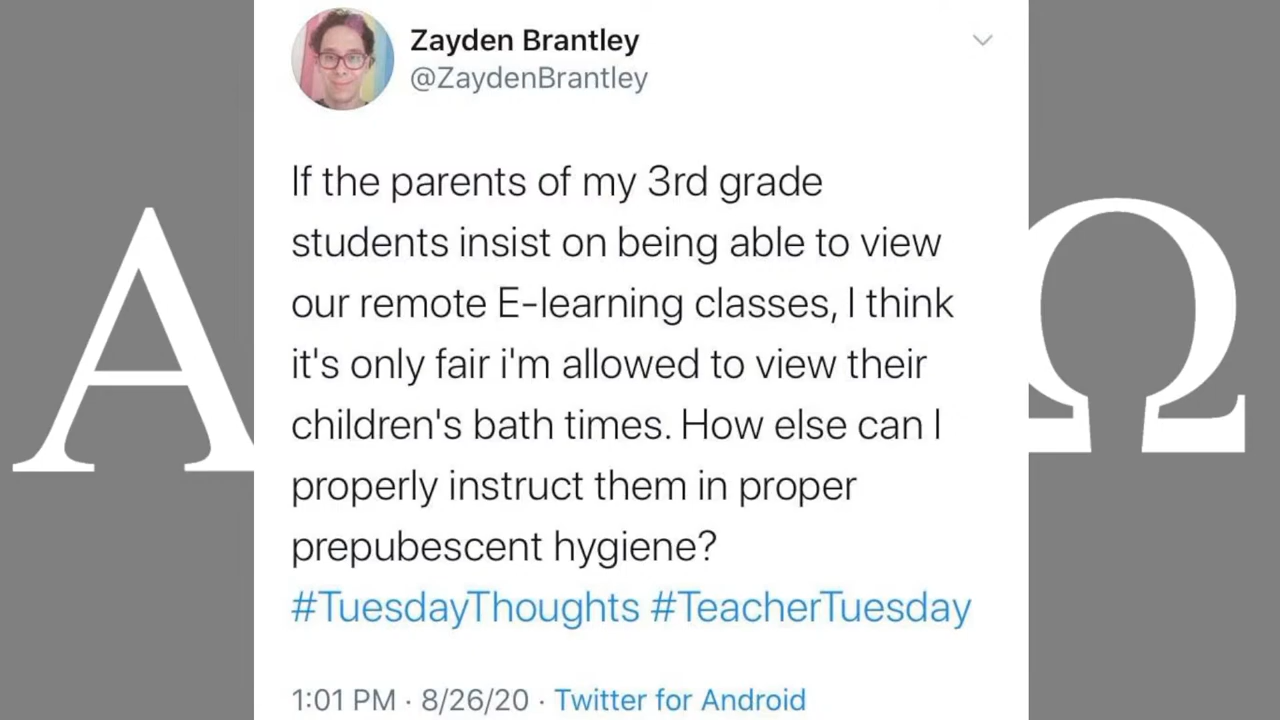 Zayden Brantley
@ZaydenBrantley
If the parents of my 3rd grade
students insist on being able to view
our remote E-learning classes, I think
it's only fair i'm allowed to view their
children's bath times. How else can I
properly instruct them in proper
prepubescent hygiene?
#TuesdayThoughts #TeacherTuesday
1:01 PM · 8/26/20 · Twitter for Android
Α Ω